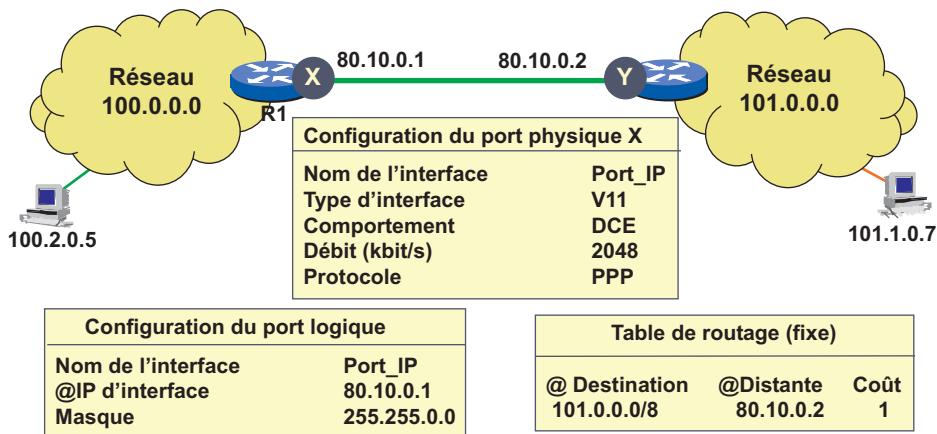 80.10.0.1
80.10.0.2
Réseau
100.0.0.0
X
Y
Réseau
101.0.0.0
R1
100.2.0.5
101.1.0.7
Configuration du port physique X
Nom de l’interface Port_IP
Type d’interface V11
Comportement DCE
Débit (kbit/s) 2048
Protocole PPP
Configuration du port logique
Nom de l’interface Port_IP
@IP d’interface 80.10.0.1
Masque 255.255.0.0
Table de routage (fixe)
@ Destination @Distante Coût
101.0.0.0/8 80.10.0.2 1